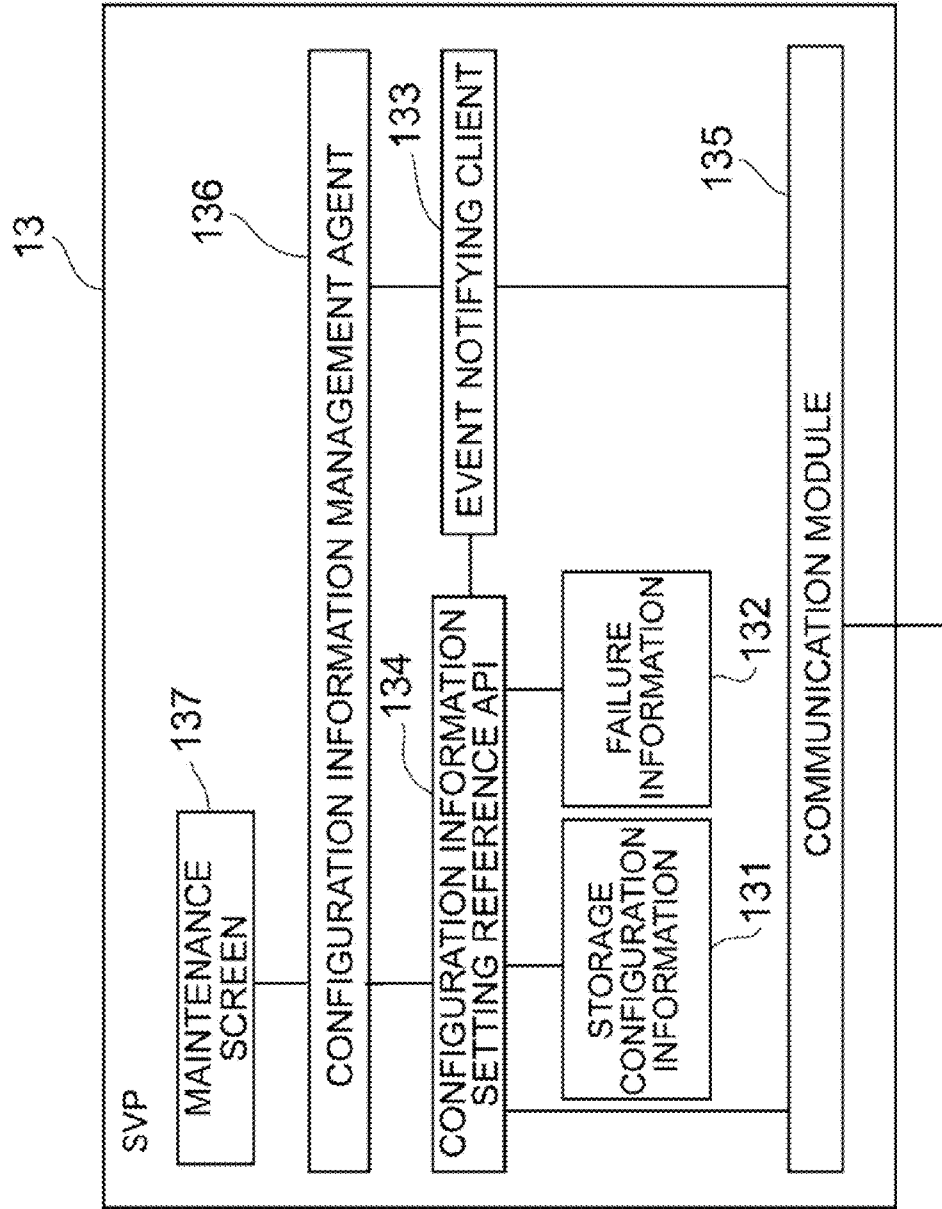 13
SVP
137
MAINTENANCE
SCREEN
136
CONFIGURATION INFORMATION MANAGEMENT AGENT
134
CONFIGURATION INFORMATION
SETTING REFERENCE API
133
EVENT NOTIFYING CLIENT
STORAGE
CONFIGURATION
INFORMATION
131
FAILURE
INFORMATION
132
135
COMMUNICATION MODULE